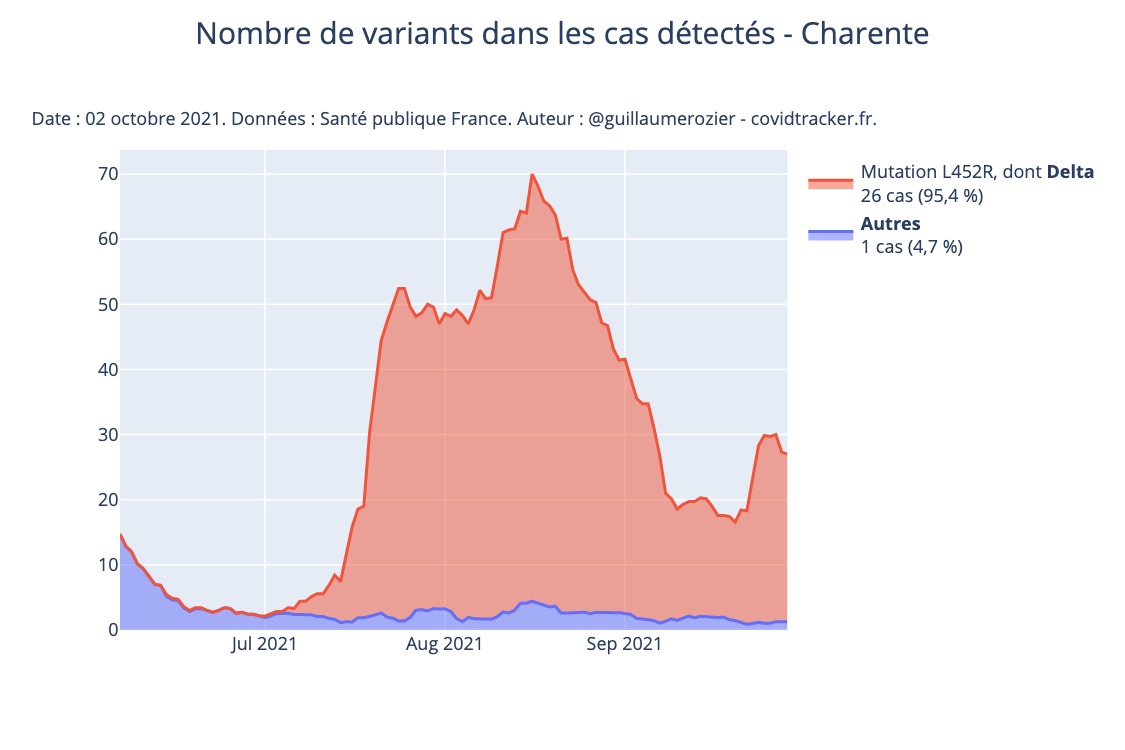 Nombre de variants dans les cas détectés - Charente
Date : 02 octobre 2021. Données : Santé publique France. Auteur : @guillaumerozier - covidtracker.fr.
Mutation L452R, dont Delta
26 cas (95,4 %)
Autres
1 cas (4,7 %)
70
60
50
40
30
20
10
0
Jul 2021
Aug 2021
Sep 2021